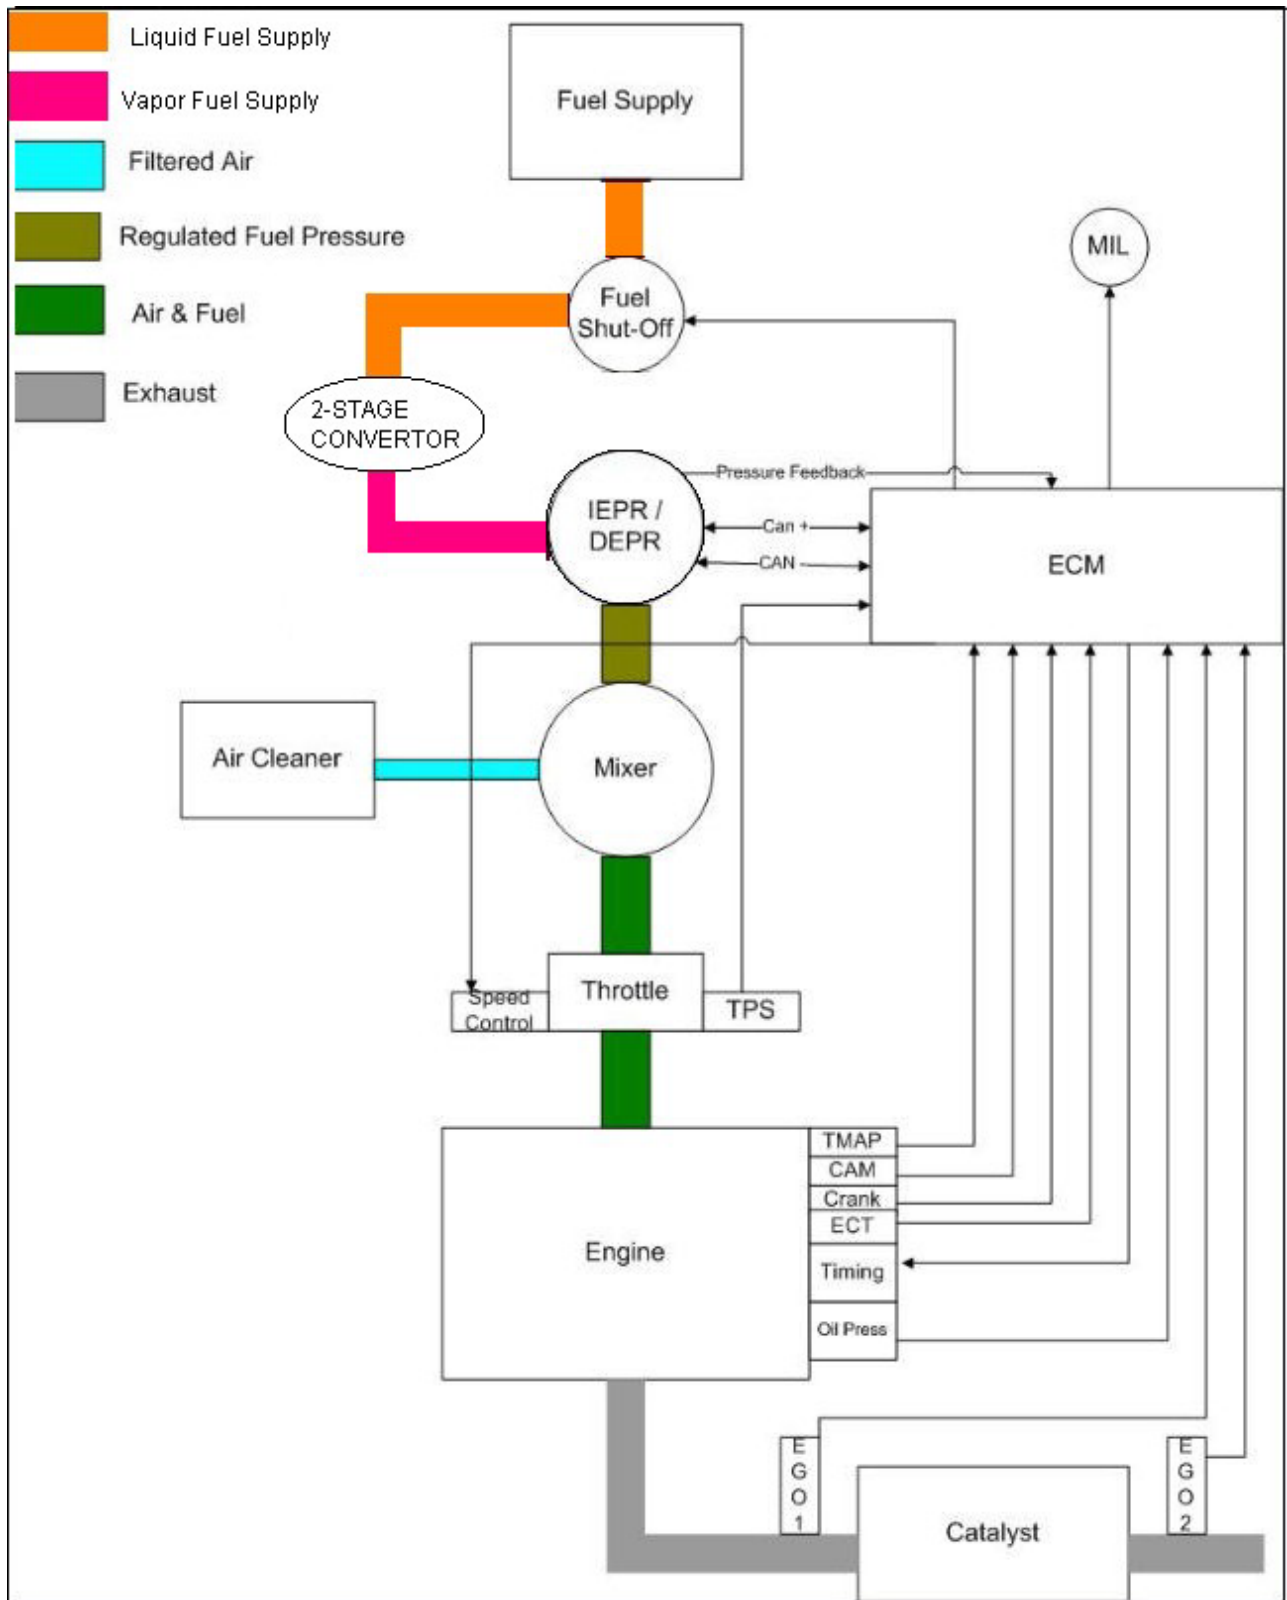 Liquid Fuel Supply
Vapor Fuel Supply
Filtered Air
Regulated Fuel Pressure
Air & Fuel
Exhaust
Fuel Supply
MIL
Fuel
Shut-Off
2-STAGE
CONVERTOR
Pressure Feedback
IEPR /
DEPR
Can +
CAN -
ECM
Air Cleaner
Mixer
Speed
Control
Throttle
TPS
TMAP
CAM
Crank
ECT
Engine
Timing
Oil Press
E
G
O
1
E
G
O
2
Catalyst